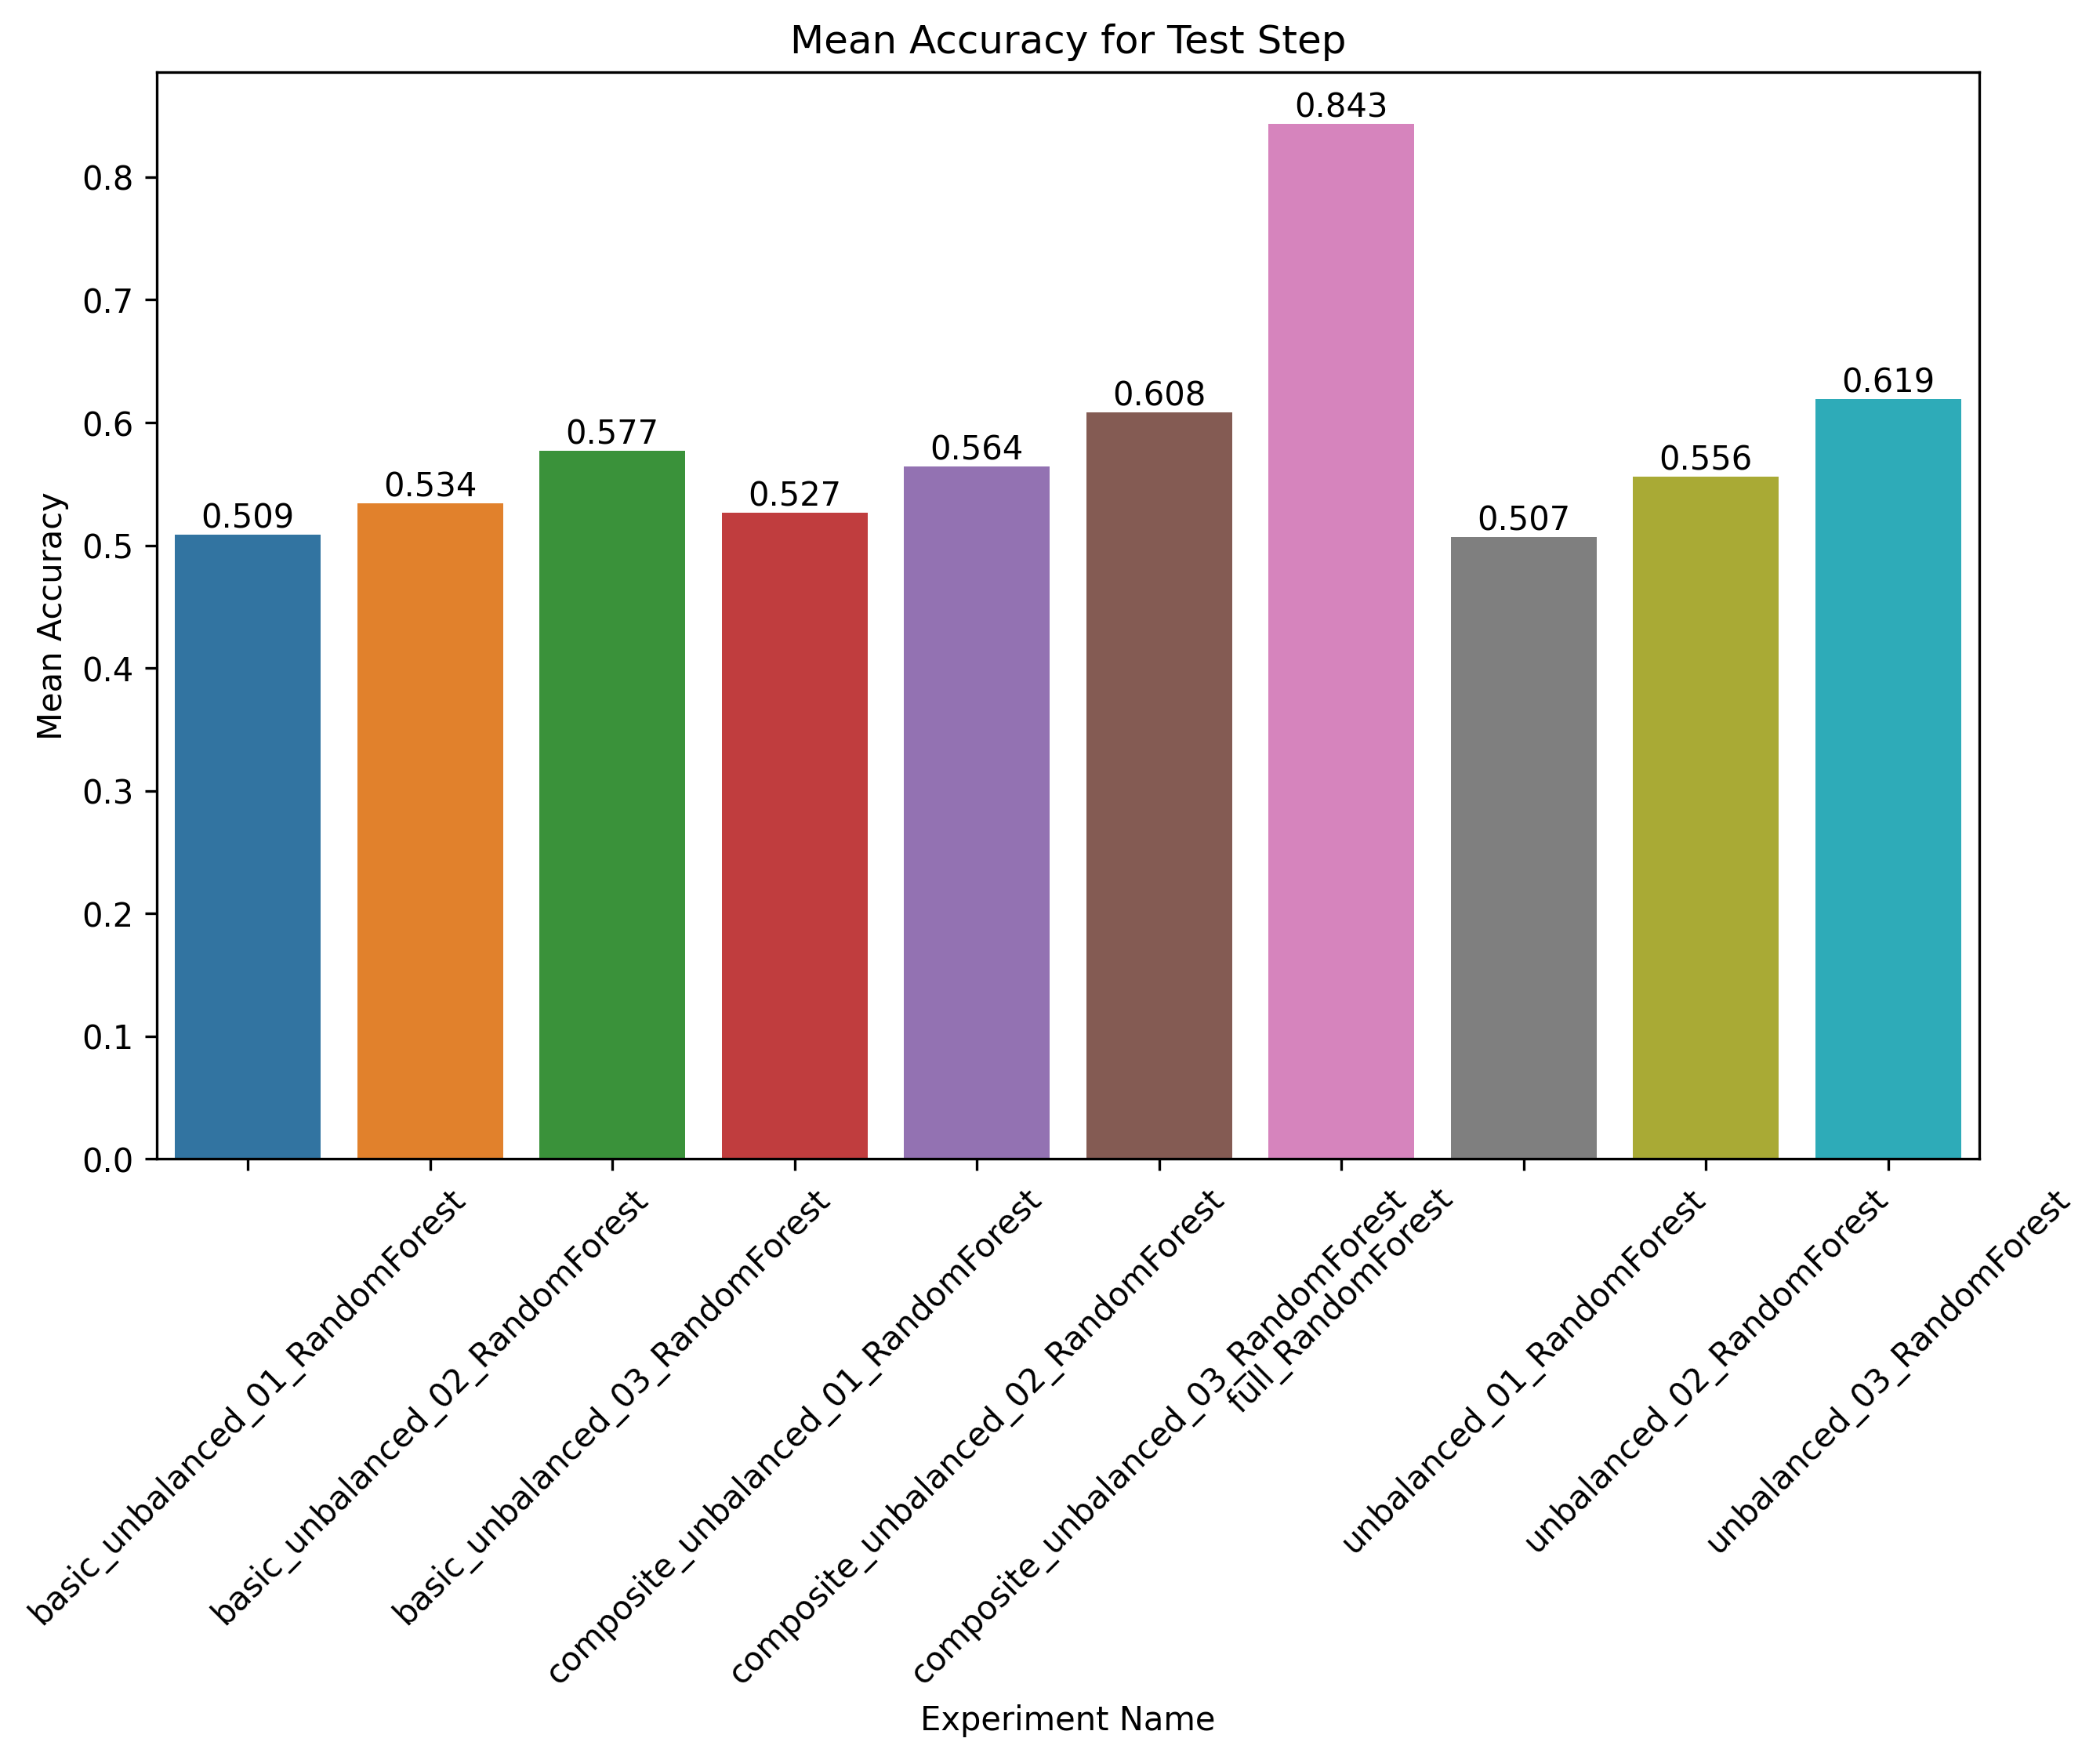 Mean Accuracy for Test Step
Mean Accuracy
0.8
0.7
0.6
0.5
0.4
0.3
0.2
0.1
0.0
0.509
0.534
0.577
0.527
0.564
0.608
0.843
0.507
0.556
0.619
basic_unbalanced_01_RandomForest
basic_unbalanced_02_RandomForest
basic_unbalanced_03_RandomForest
composite_unbalanced_01_RandomForest
composite_unbalanced_02_RandomForest
composite_unbalanced_03_RandomForest
full_RandomForest
unbalanced_01_RandomForest
unbalanced_02_RandomForest
unbalanced_03_RandomForest
Experiment Name